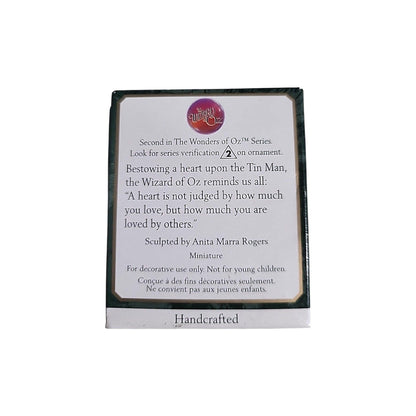 THE
WIZARD
OF
OZ
Second in The Wonders of Oz™ Series.
Look for series verification 2 on ornament.
Bestowing a heart upon the Tin Man,
the Wizard of Oz reminds us all:
“A heart is not judged by how much
you love, but how much you are
loved by others.”
Sculpted by Anita Marra Rogers
Miniature
For decorative use only. Not for young children.
Conçue à des fins décoratives seulement.
Ne convient pas aux jeunes enfants.
Handcrafted